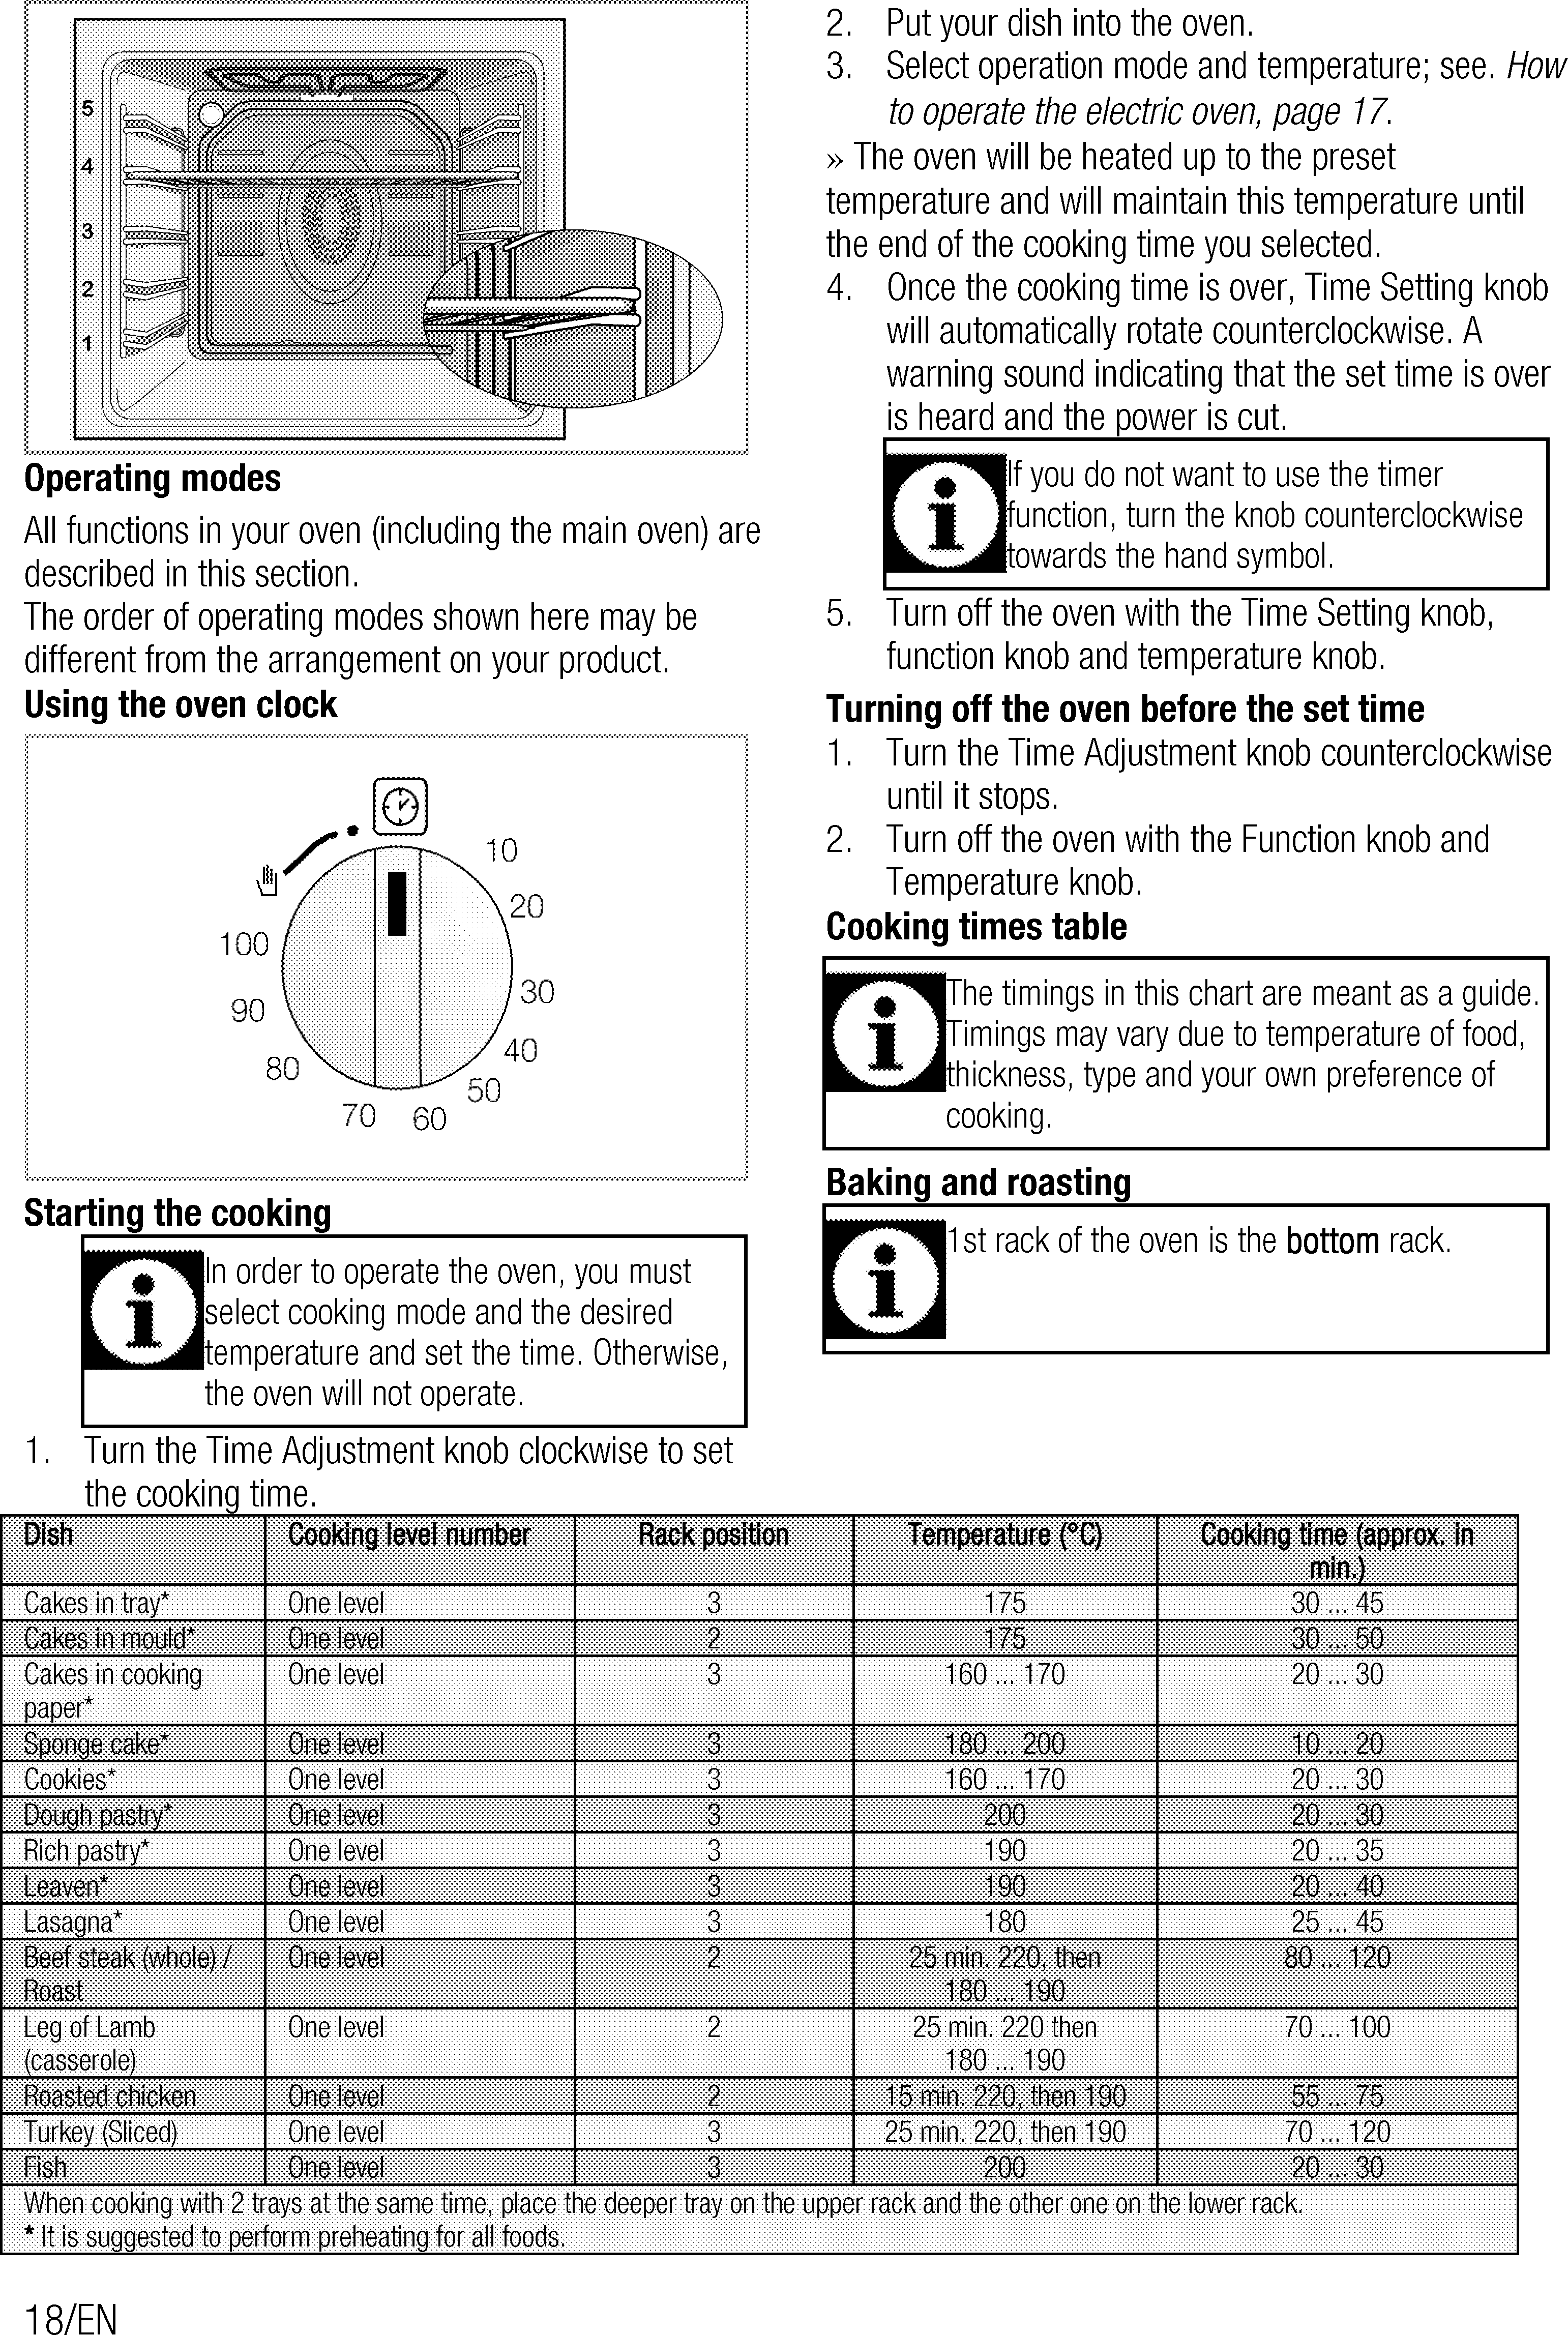 5
4
3
2
1
Operating modes
All functions in your oven (including the main oven) are
described in this section.
The order of operating modes shown here may be
different from the arrangement on your product.
Using the oven clock
10
20
30
40
50
60
70
80
90
100
Starting the cooking
In order to operate the oven, you must
select cooking mode and the desired
temperature and set the time. Otherwise,
the oven will not operate.
1. Turn the Time Adjustment knob clockwise to set
the cooking time.
2. Put your dish into the oven.
3. Select operation mode and temperature; see. How
to operate the electric oven, page 17.
» The oven will be heated up to the preset
temperature and will maintain this temperature until
the end of the cooking time you selected.
4. Once the cooking time is over, Time Setting knob
will automatically rotate counterclockwise. A
warning sound indicating that the set time is over
is heard and the power is cut.
If you do not want to use the timer
function, turn the knob counterclockwise
towards the hand symbol.
5. Turn off the oven with the Time Setting knob,
function knob and temperature knob.
Turning off the oven before the set time
1. Turn the Time Adjustment knob counterclockwise
until it stops.
2. Turn off the oven with the Function knob and
Temperature knob.
Cooking times table
The timings in this chart are meant as a guide.
Timings may vary due to temperature of food,
thickness, type and your own preference of
cooking.
Baking and roasting
1st rack of the oven is the bottom rack.
Dish Cooking level number Rack position Temperature (°C) Cooking time (approx. in
min.)
Cakes in tray* One level 3 175 30 ... 45
Cakes in mould* One level 2 175 30 ... 50
Cakes in cooking One level 3 160 ... 170 20 ... 30
paper*
Sponge cake* One level 3 180 ... 200 10 ... 20
Cookies* One level 3 160 ... 170 20 ... 30
Dough pastry* One level 3 200 20 ... 30
Rich pastry* One level 3 190 20 ... 35
Leaven* One level 3 190 20 ... 40
Lasagna* One level 3 180 25 ... 45
Beef steak (whole) / One level 2 25 min. 220, then 80 ... 120
Roast 180 ... 190
Leg of Lamb One level 2 25 min. 220 then 70 ... 100
(casserole) 180 ... 190
Roasted chicken One level 2 15 min. 220, then 190 55 ... 75
Turkey (Sliced) One level 3 25 min. 220, then 190 70 ... 120
Fish One level 3 200 20 ... 30
When cooking with 2 trays at the same time, place the deeper tray on the upper rack and the other one on the lower rack.
* It is suggested to perform preheating for all foods.
18/EN